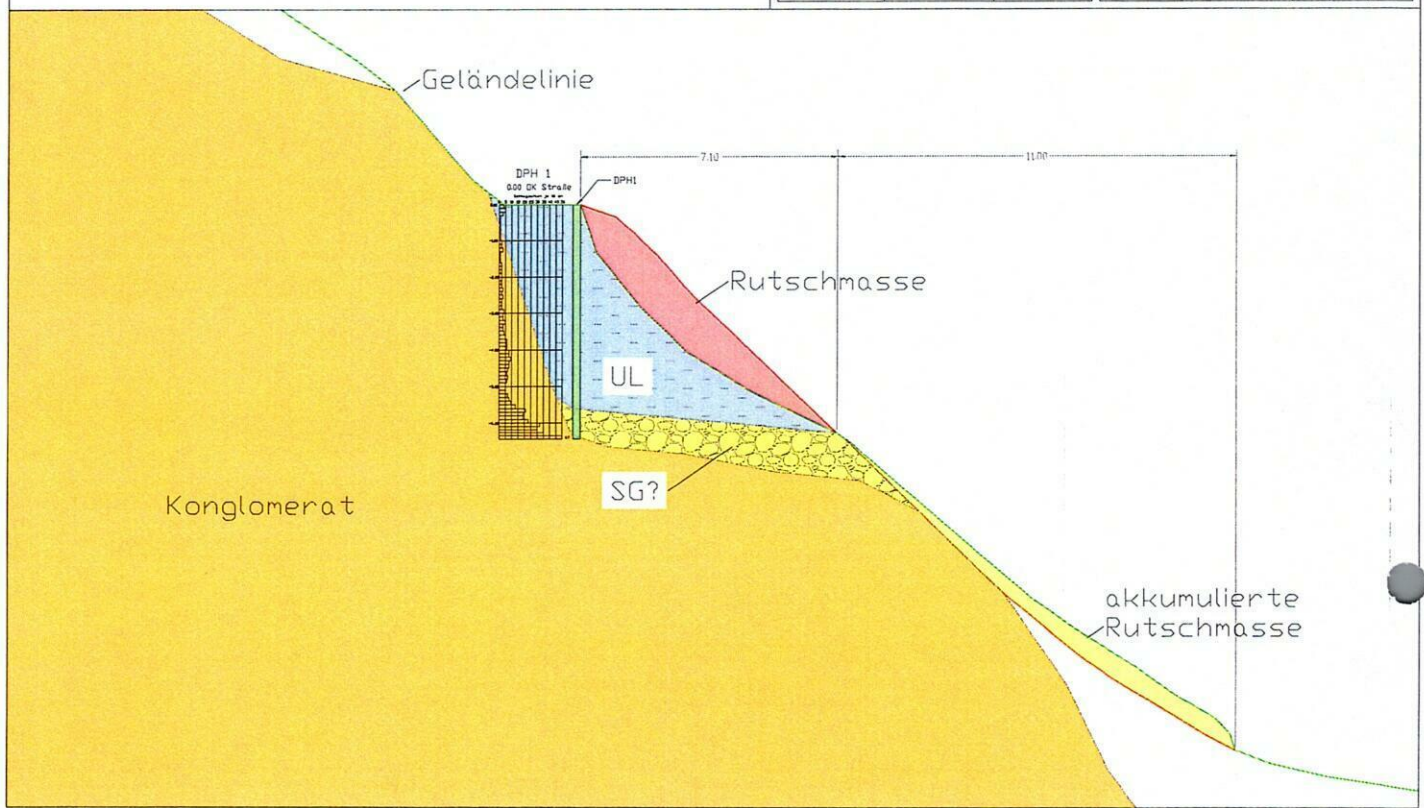 Geländelinie
7.10
11.00
DPH 1
0.00 OK Straße
DPH1
Rutschmasse
UL
SG?
Konglomerat
akkumulierte
Rutschmasse